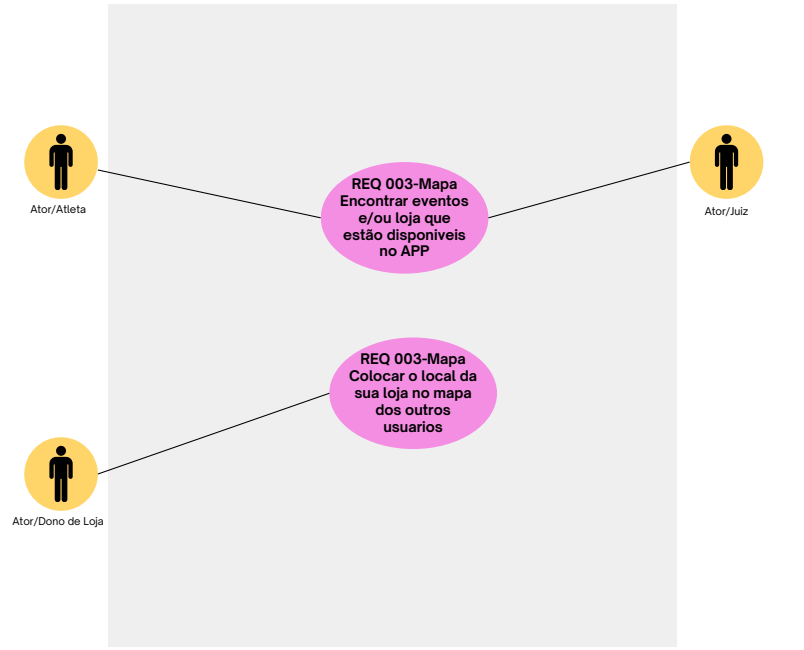 Ator/Atleta
REQ 003-Mapa
Encontrar eventos
e/ou loja que
estão disponiveis
no APP
Ator/Juiz
REQ 003-Mapa
Colocar o local da
sua loja no mapa
dos outros
usuarios
Ator/Dono de Loja